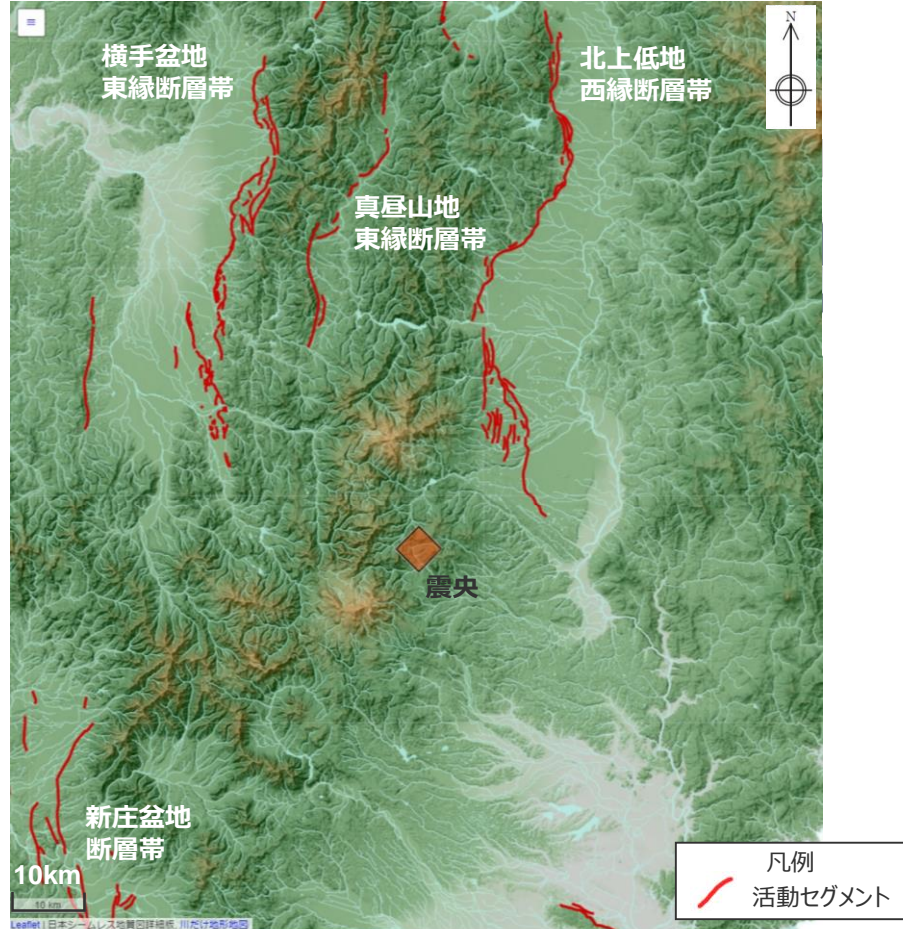 ≡
N
横手盆地
東縁断層帯
北上低地
西縁断層帯
真昼山地
東縁断層帯
震央
新庄盆地
断層帯
10km
10 km
凡例
活動セグメント
Leaflet | 日本シームレス地質図詳細版, 川だけ地形地図